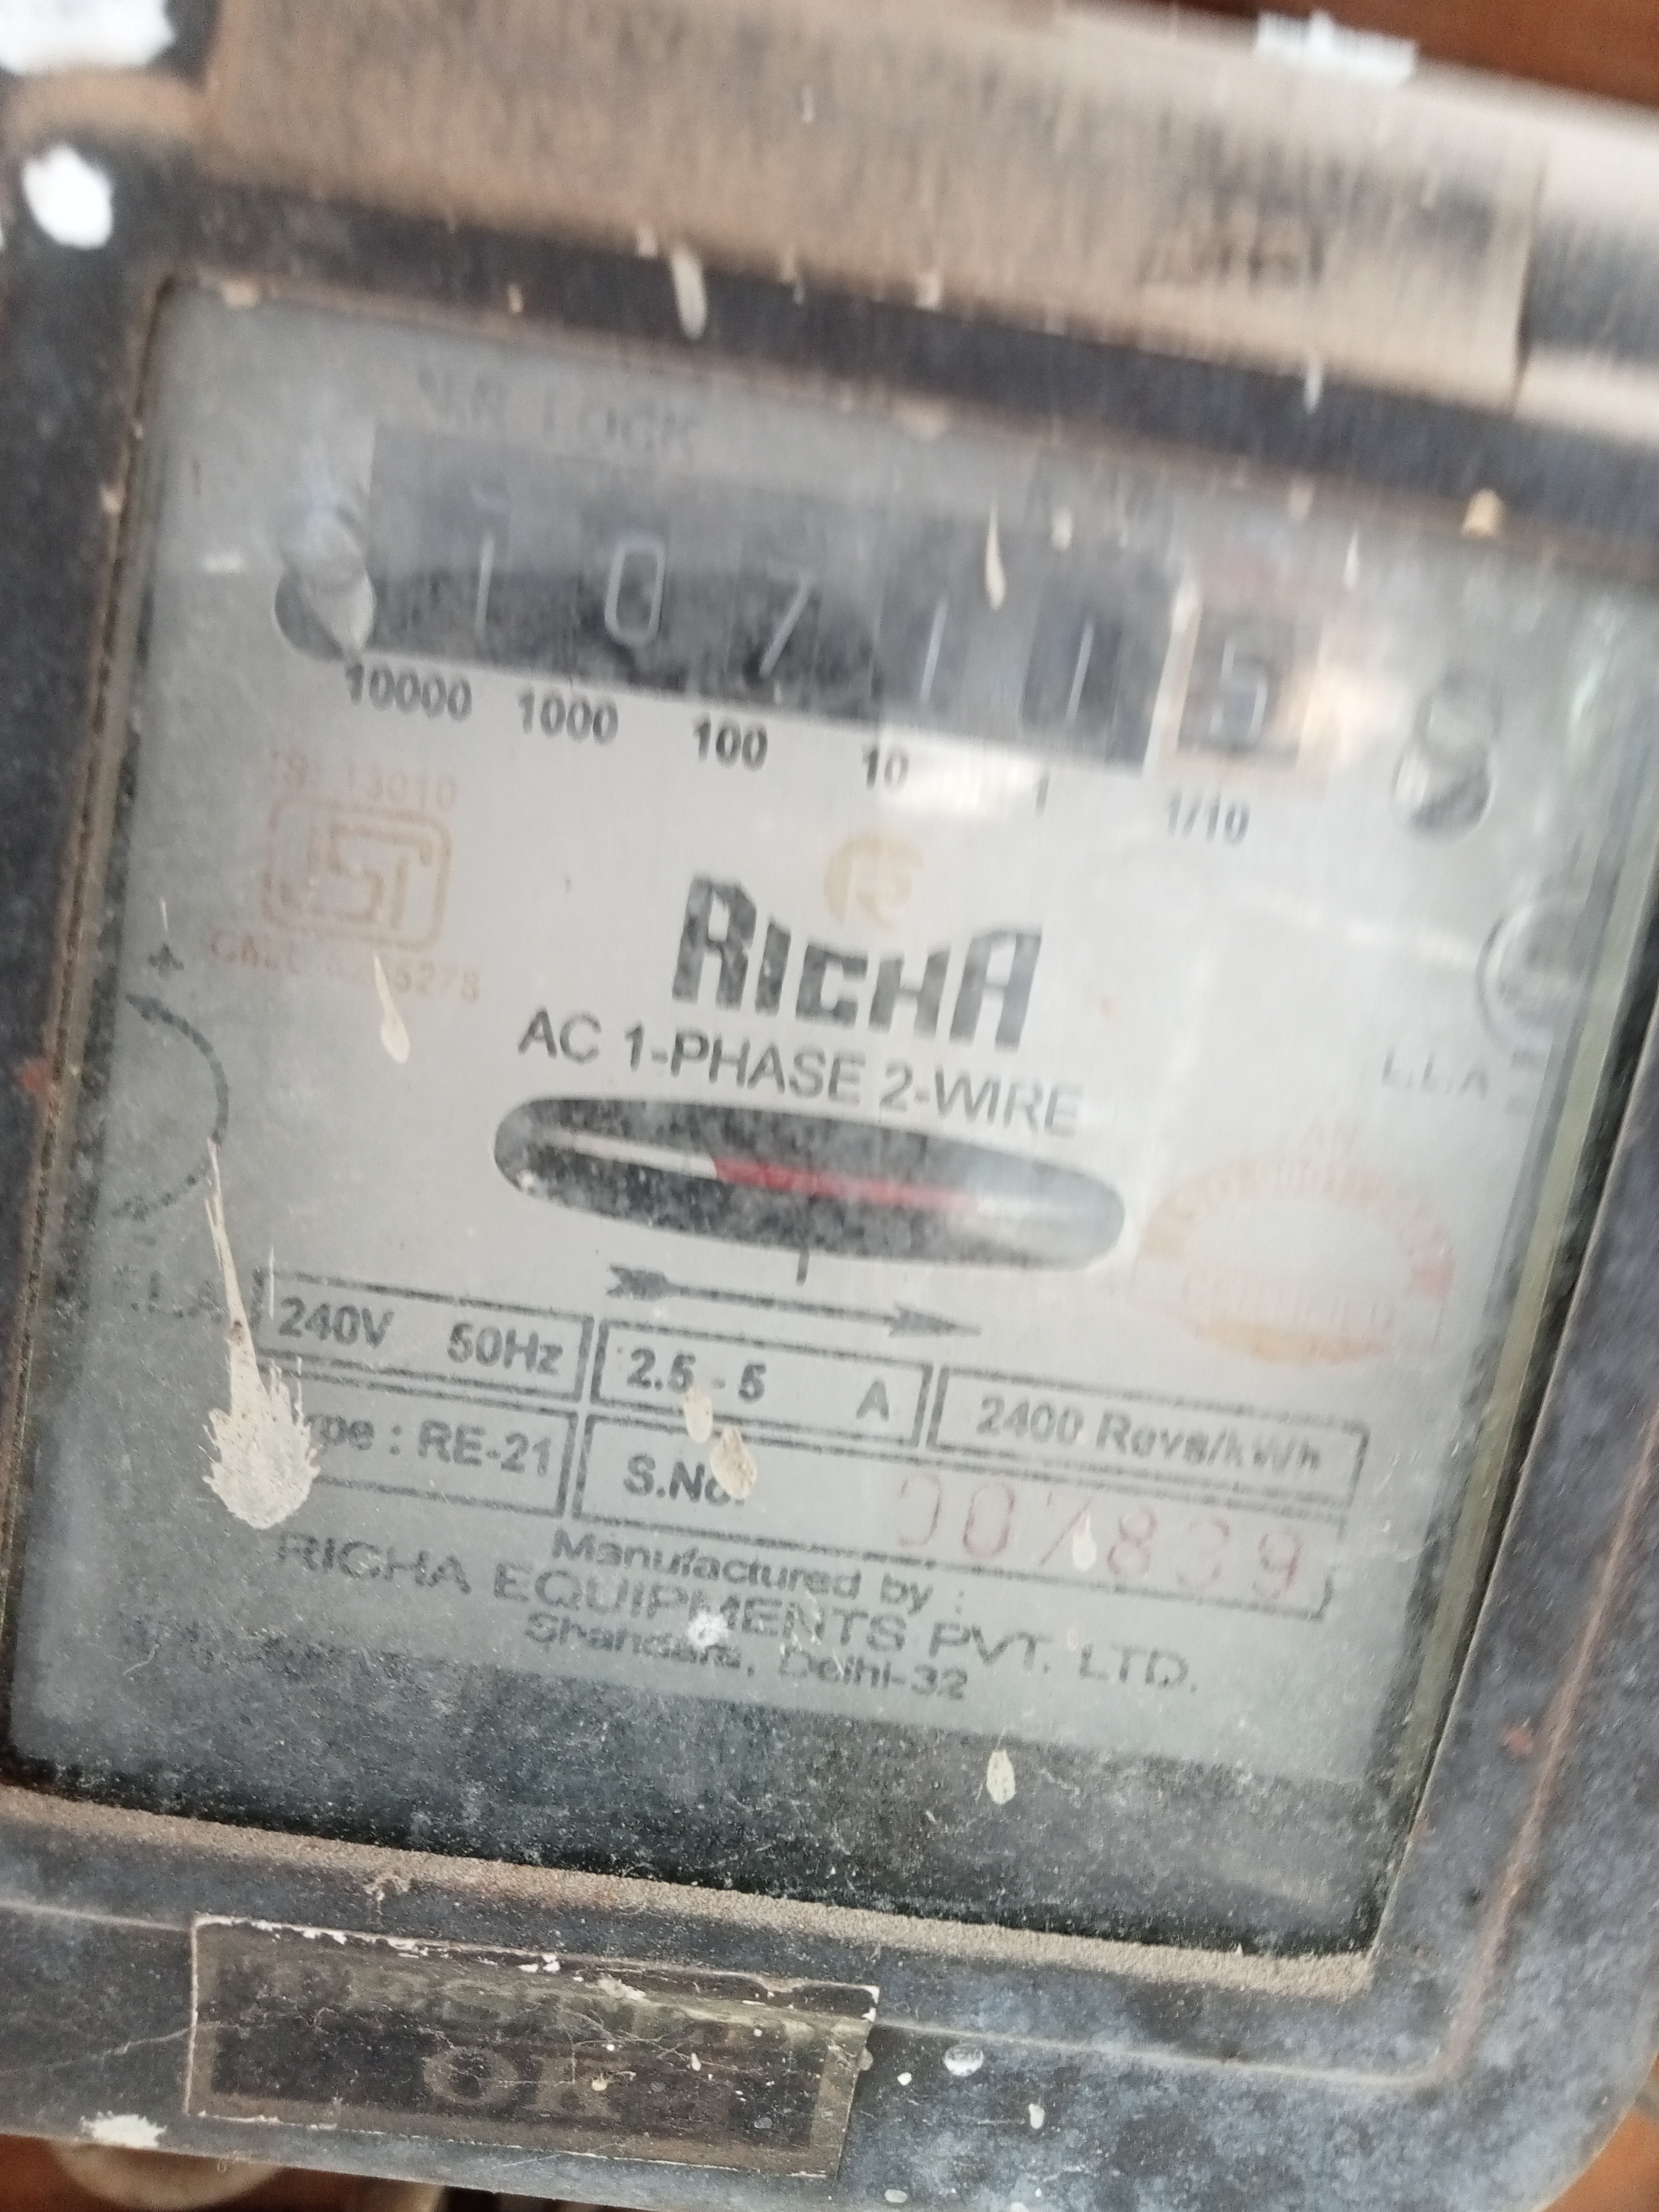 LOCK
1 0 7 1 1 5
10000 1000 100 10 1 1/10
13010
RICHA
AC 1-PHASE 2-WIRE
L.L.A
240V 50Hz
2.5 - 5 A
2400 Revs/kWh
: RE-21
S.No.
Manufactured by :
RICHA EQUIPMENTS PVT. LTD.
Shahdara, Delhi-32
OK